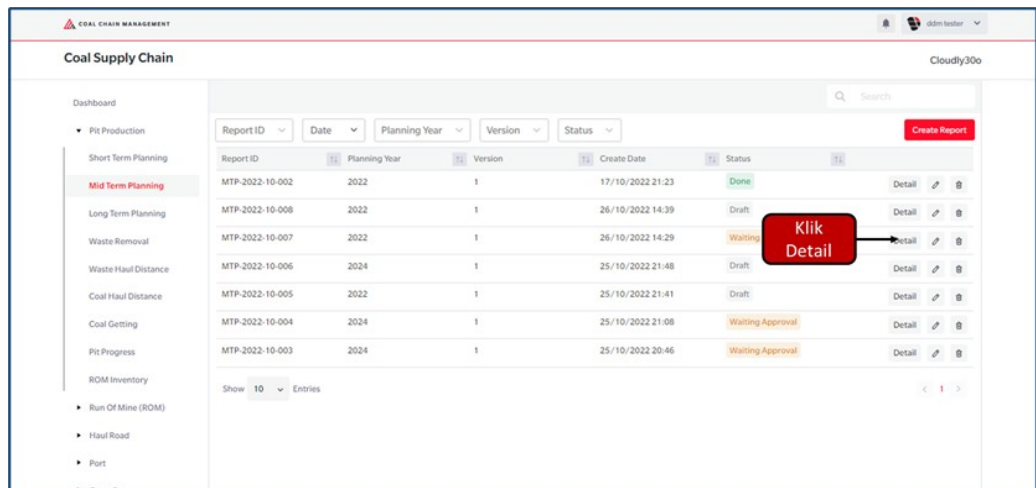 COAL CHAIN MANAGEMENT
ddm tester
Coal Supply Chain
Cloudly30o
Search
Dashboard
Pit Production
Short Term Planning
Mid Term Planning
Long Term Planning
Waste Removal
Waste Haul Distance
Coal Haul Distance
Coal Getting
Pit Progress
ROM Inventory
Run Of Mine (ROM)
Haul Road
Port
Report ID Date Planning Year Version Status Create Report
Report ID Planning Year Version Create Date Status
MTP-2022-10-002 2022 1 17/10/2022 21:23 Done Detail
MTP-2022-10-008 2022 1 26/10/2022 14:39 Draft Detail
MTP-2022-10-007 2022 1 26/10/2022 14:29 Waiting Detail
Klik
Detail
MTP-2022-10-006 2024 1 25/10/2022 21:48 Draft Detail
MTP-2022-10-005 2022 1 25/10/2022 21:41 Draft Detail
MTP-2022-10-004 2024 1 25/10/2022 21:08 Waiting Approval Detail
MTP-2022-10-003 2024 1 25/10/2022 20:46 Waiting Approval Detail
Show 10 Entries
< 1 >